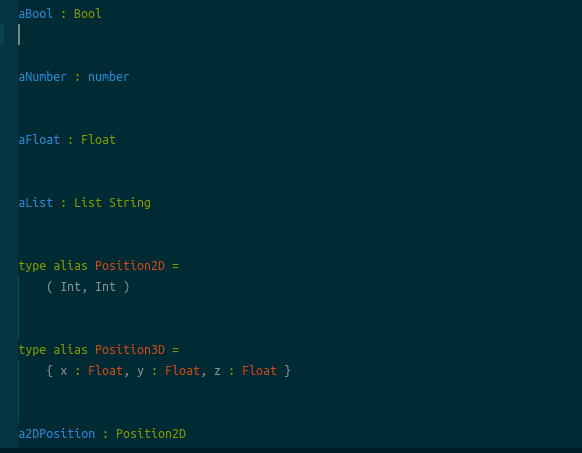 aBool : Bool
aNumber : number
aFloat : Float
aList : List String
type alias Position2D =
( Int, Int )
type alias Position3D =
{ x : Float, y : Float, z : Float }
a2DPosition : Position2D